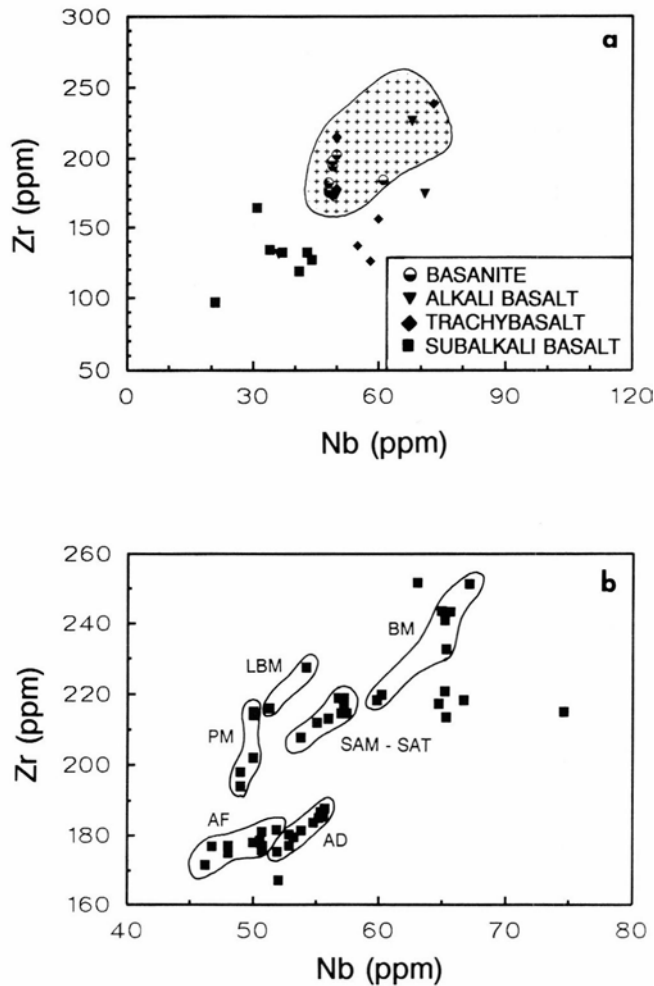 300
a
250
200
150
100
50
Zr (ppm)
BASANITE
ALKALI BASALT
TRACHYBASALT
SUBALKALI BASALT
0 30 60 90 120
Nb (ppm)
260
b
240
220
200
180
160
Zr (ppm)
BM
LBM
PM
SAM - SAT
AF
AD
40 50 60 70 80
Nb (ppm)